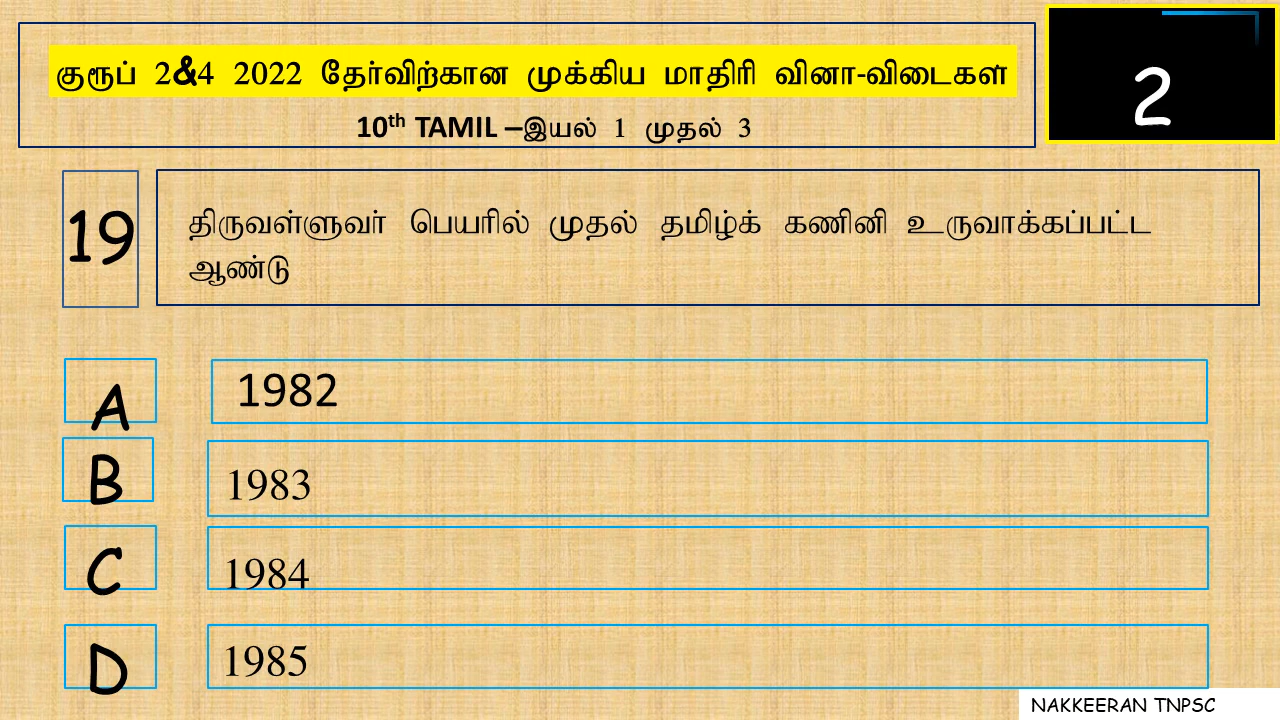 குரூப் 2&4 2022 தேர்விற்கான முக்கிய மாதிரி வினா-விடைகள்
10th TAMIL –இயல் 1 முதல் 3
2
19
திருவள்ளுவர் பெயரில் முதல் தமிழ்க் கணினி உருவாக்கப்பட்ட
ஆண்டு
A 1982
B 1983
C 1984
D 1985
NAKKEERAN TNPSC